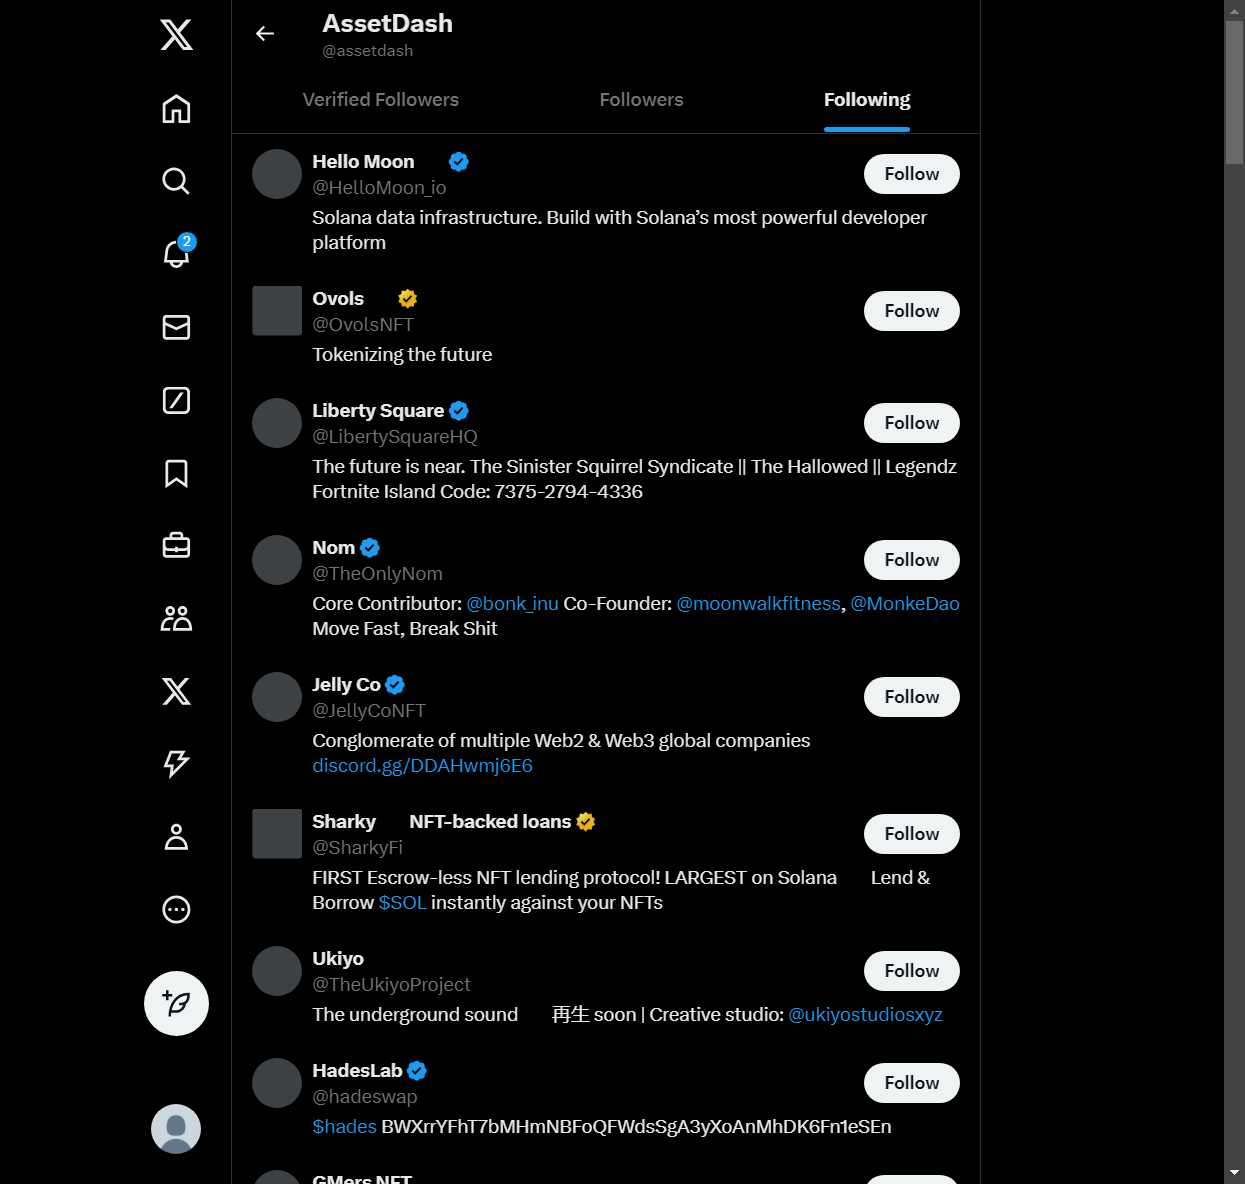 AssetDash
@assetdash
Verified Followers
Followers
Following
2
Hello Moon
@HelloMoon_io
Follow
Solana data infrastructure. Build with Solana’s most powerful developer
platform
Ovols
@OvolsNFT
Follow
Tokenizing the future
Liberty Square
@LibertySquareHQ
Follow
The future is near. The Sinister Squirrel Syndicate || The Hallowed || Legendz
Fortnite Island Code: 7375-2794-4336
Nom
@TheOnlyNom
Follow
Core Contributor: @bonk_inu Co-Founder: @moonwalkfitness, @MonkeDao
Move Fast, Break Shit
Jelly Co
@JellyCoNFT
Follow
Conglomerate of multiple Web2 & Web3 global companies
discord.gg/DDAHwmj6E6
Sharky NFT-backed loans
@SharkyFi
Follow
FIRST Escrow-less NFT lending protocol! LARGEST on Solana Lend &
Borrow $SOL instantly against your NFTs
Ukiyo
@TheUkiyoProject
Follow
The underground sound 再生 soon | Creative studio: @ukiyostudiosxyz
HadesLab
@hadeswap
Follow
$hades BWXrrYFhT7bMHmNBFoQFWdsSgA3yXoAnMhDK6Fn1eSEn
GMers NFT